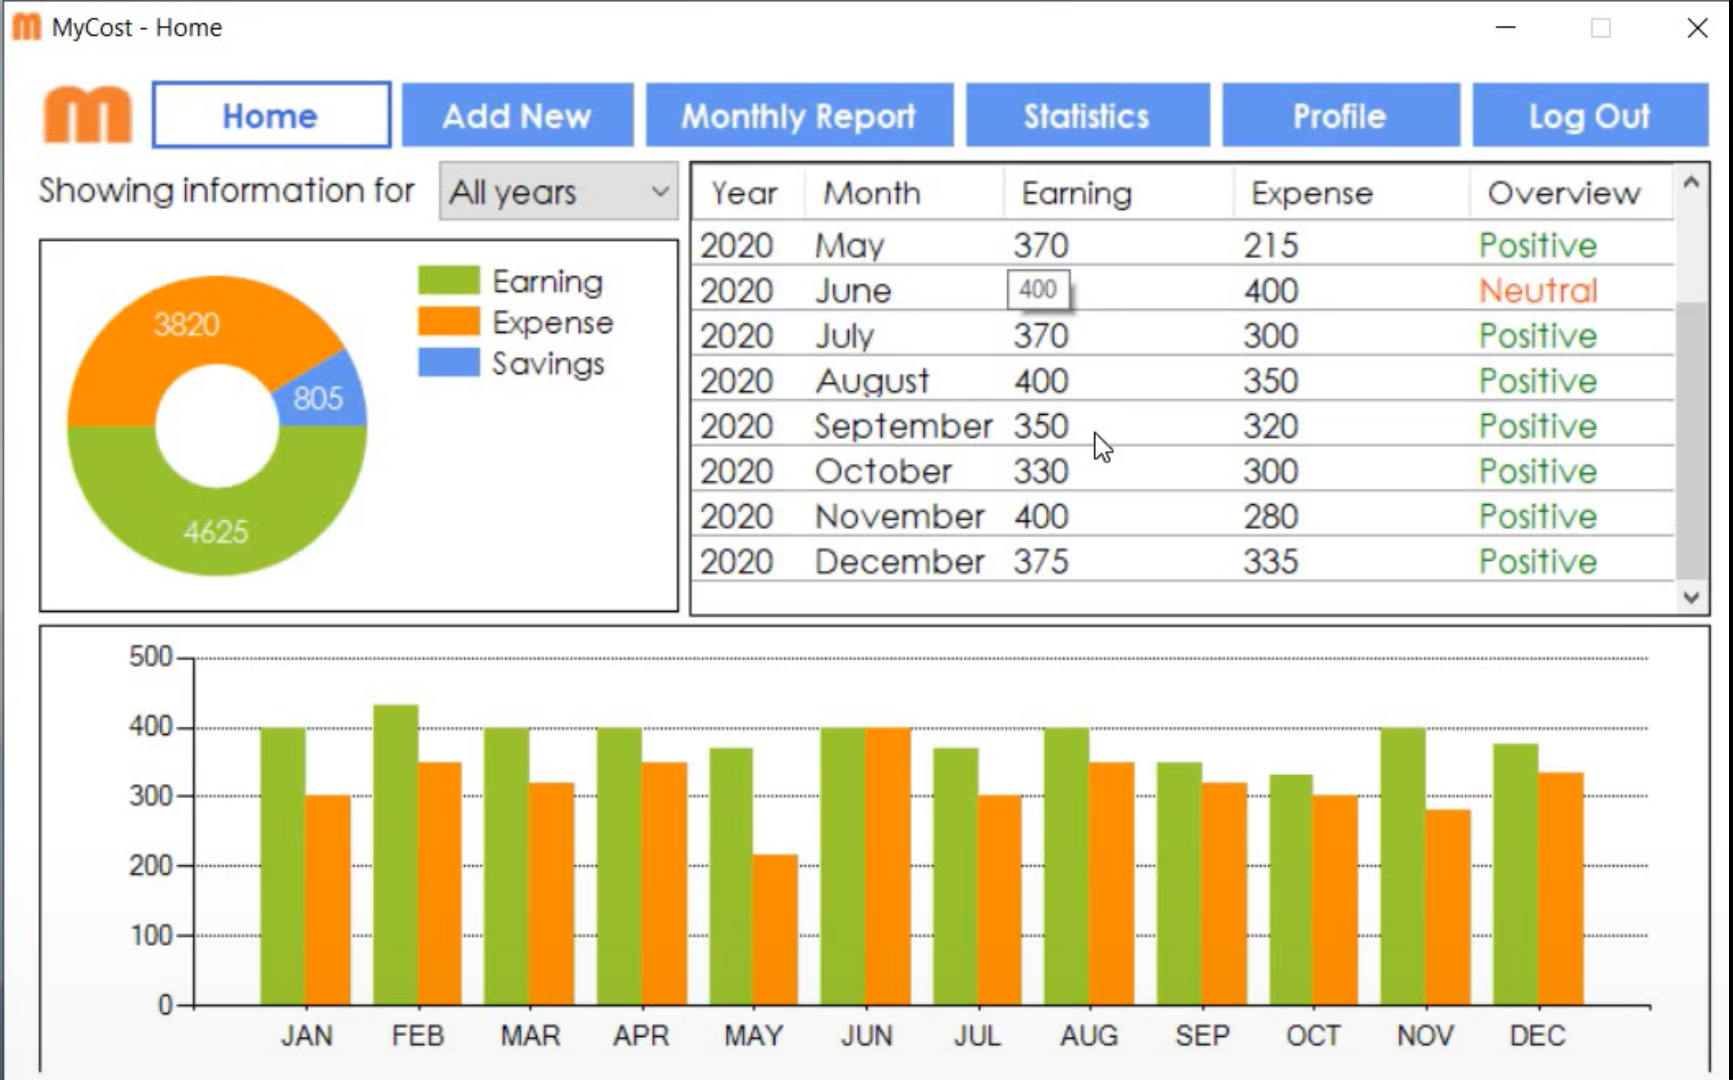 MyCost - Home
m Home Add New Monthly Report Statistics Profile Log Out
Showing information for All years
Earning
Expense
Savings
3820
805
4625
Year Month Earning Expense Overview
2020 May 370 215 Positive
2020 June 400 400 Neutral
2020 July 370 300 Positive
2020 August 400 350 Positive
2020 September 350 320 Positive
2020 October 330 300 Positive
2020 November 400 280 Positive
2020 December 375 335 Positive
500
400
300
200
100
0
JAN FEB MAR APR MAY JUN JUL AUG SEP OCT NOV DEC